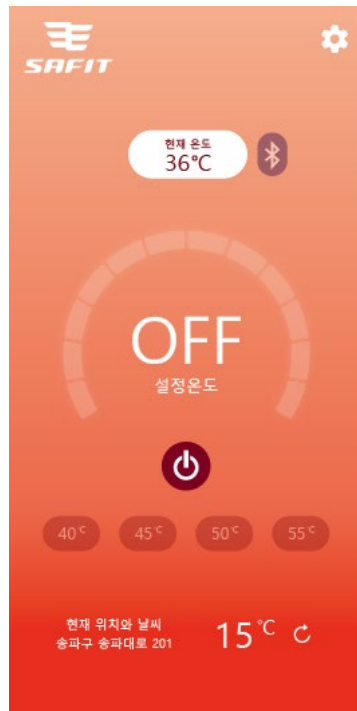 SAFIT
현재 온도
36℃
OFF
설정온도
40℃ 45℃ 50℃ 55℃
현재 위치와 날씨
송파구 송파대로 201
15℃